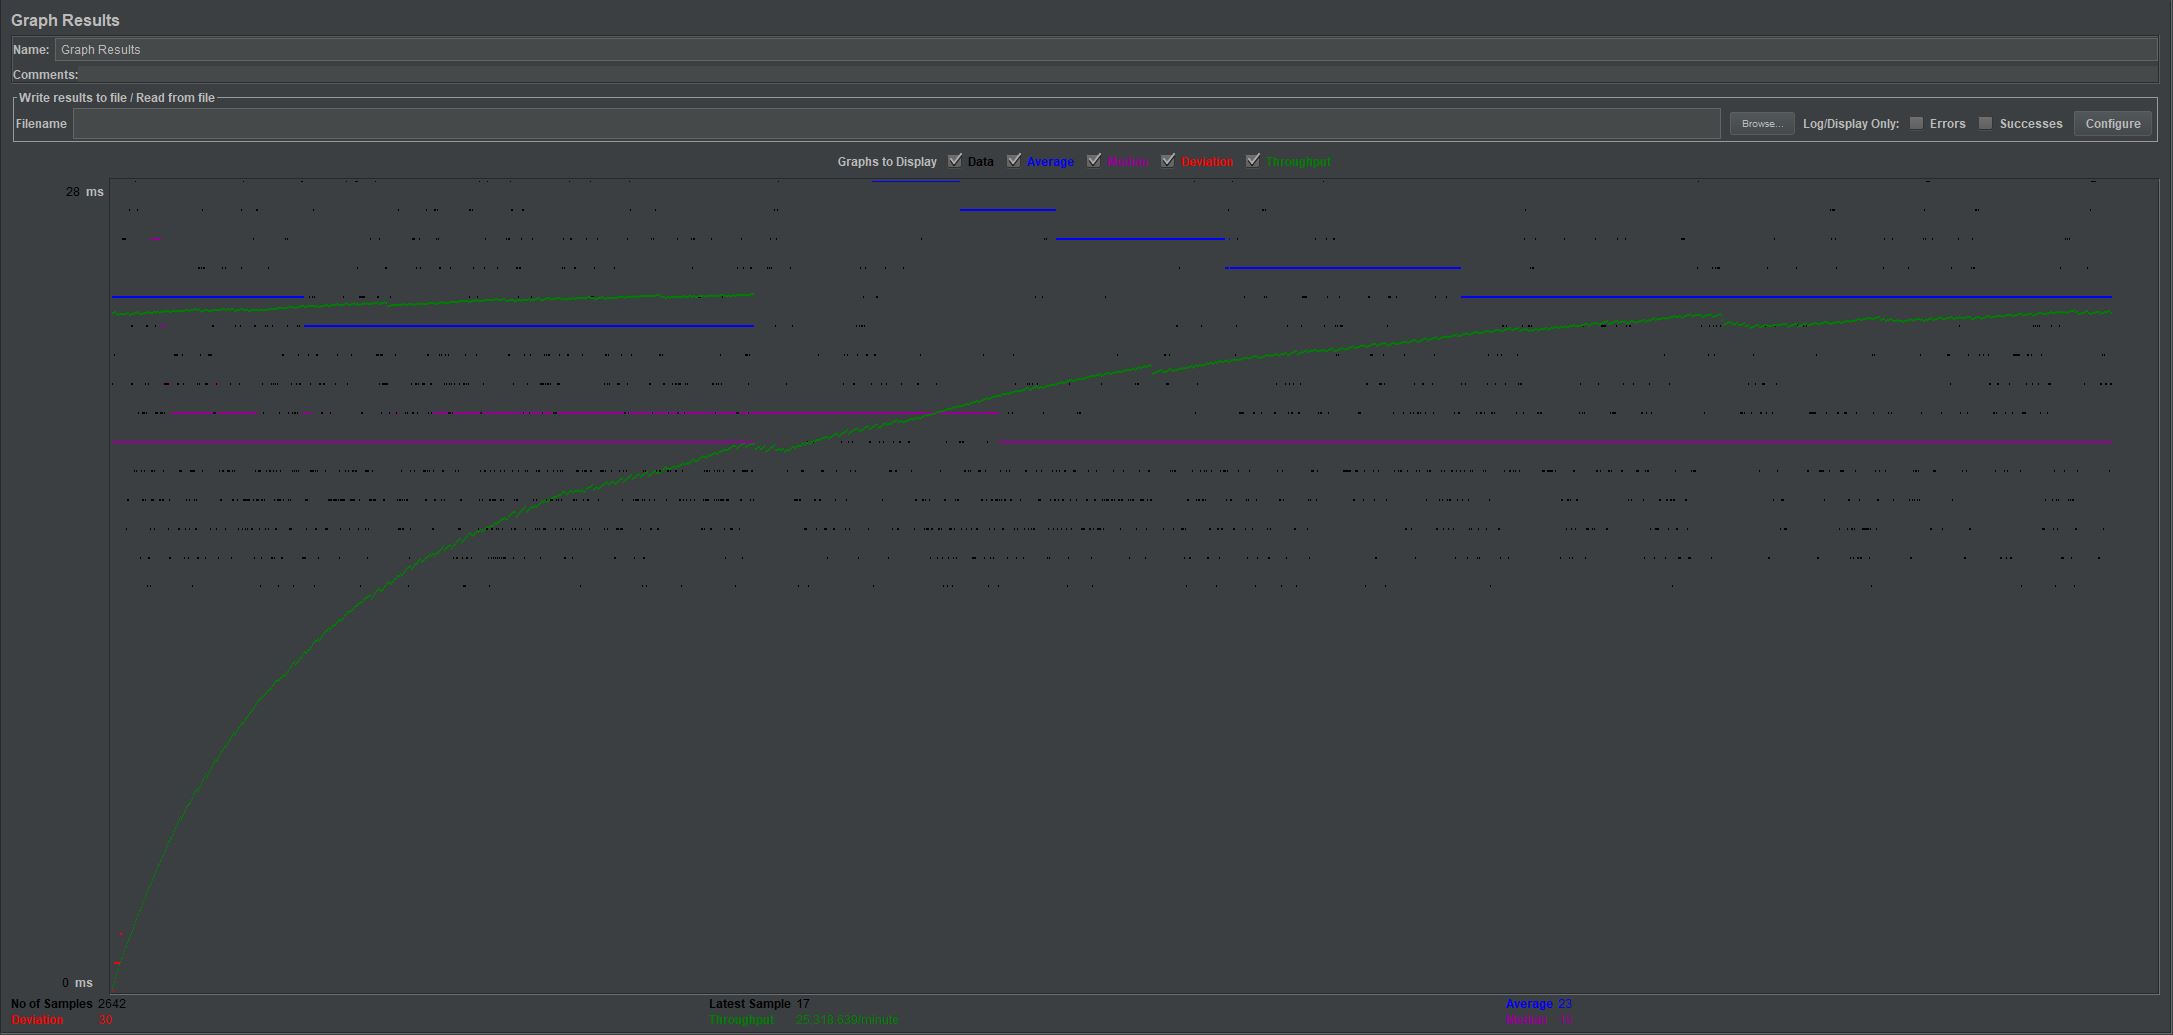 Graph Results
Name: Graph Results
Comments:
Write results to file / Read from file
Filename Browse... Log/Display Only: Errors Successes Configure
Graphs to Display Data Average Median Deviation Throughput
28 ms
0 ms
No of Samples 2642 Latest Sample 17 Average 23
Deviation 30 Throughput 25.318.639/minute Median